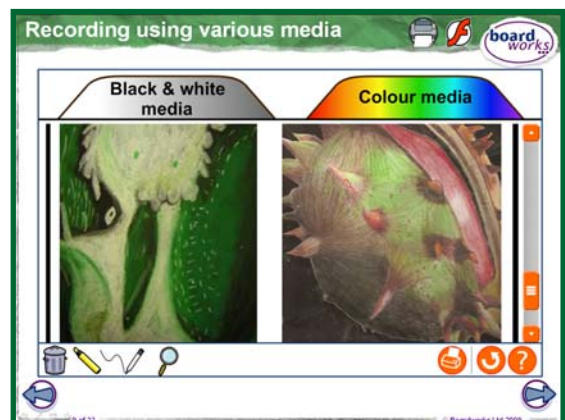 Recording using various media
board
works
Black & white
media
Colour media
?